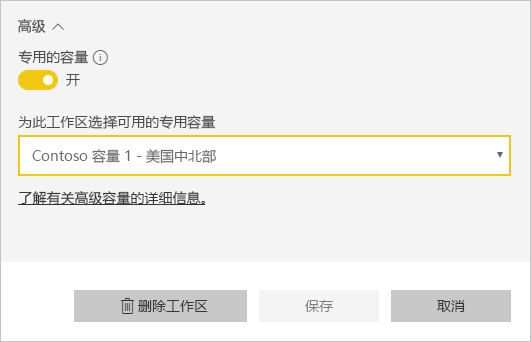 高级
专用的容量
开
为此工作区选择可用的专用容量
Contoso 容量 1 - 美国中北部
了解有关高级容量的详细信息。
删除工作区 保存 取消